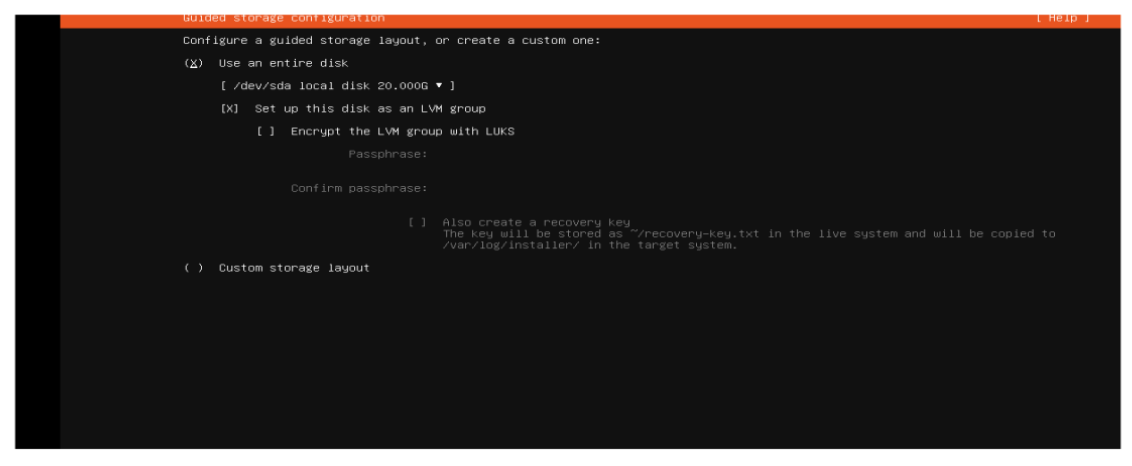 Guided storage configuration [ Help ]
Configure a guided storage layout, or create a custom one:
(X) Use an entire disk
[ /dev/sda local disk 20.000G ▾ ]
[X] Set up this disk as an LVM group
[ ] Encrypt the LVM group with LUKS
Passphrase:
Confirm passphrase:
[ ] Also create a recovery key
The key will be stored as ~/recovery-key.txt in the live system and will be copied to
/var/log/installer/ in the target system.
( ) Custom storage layout